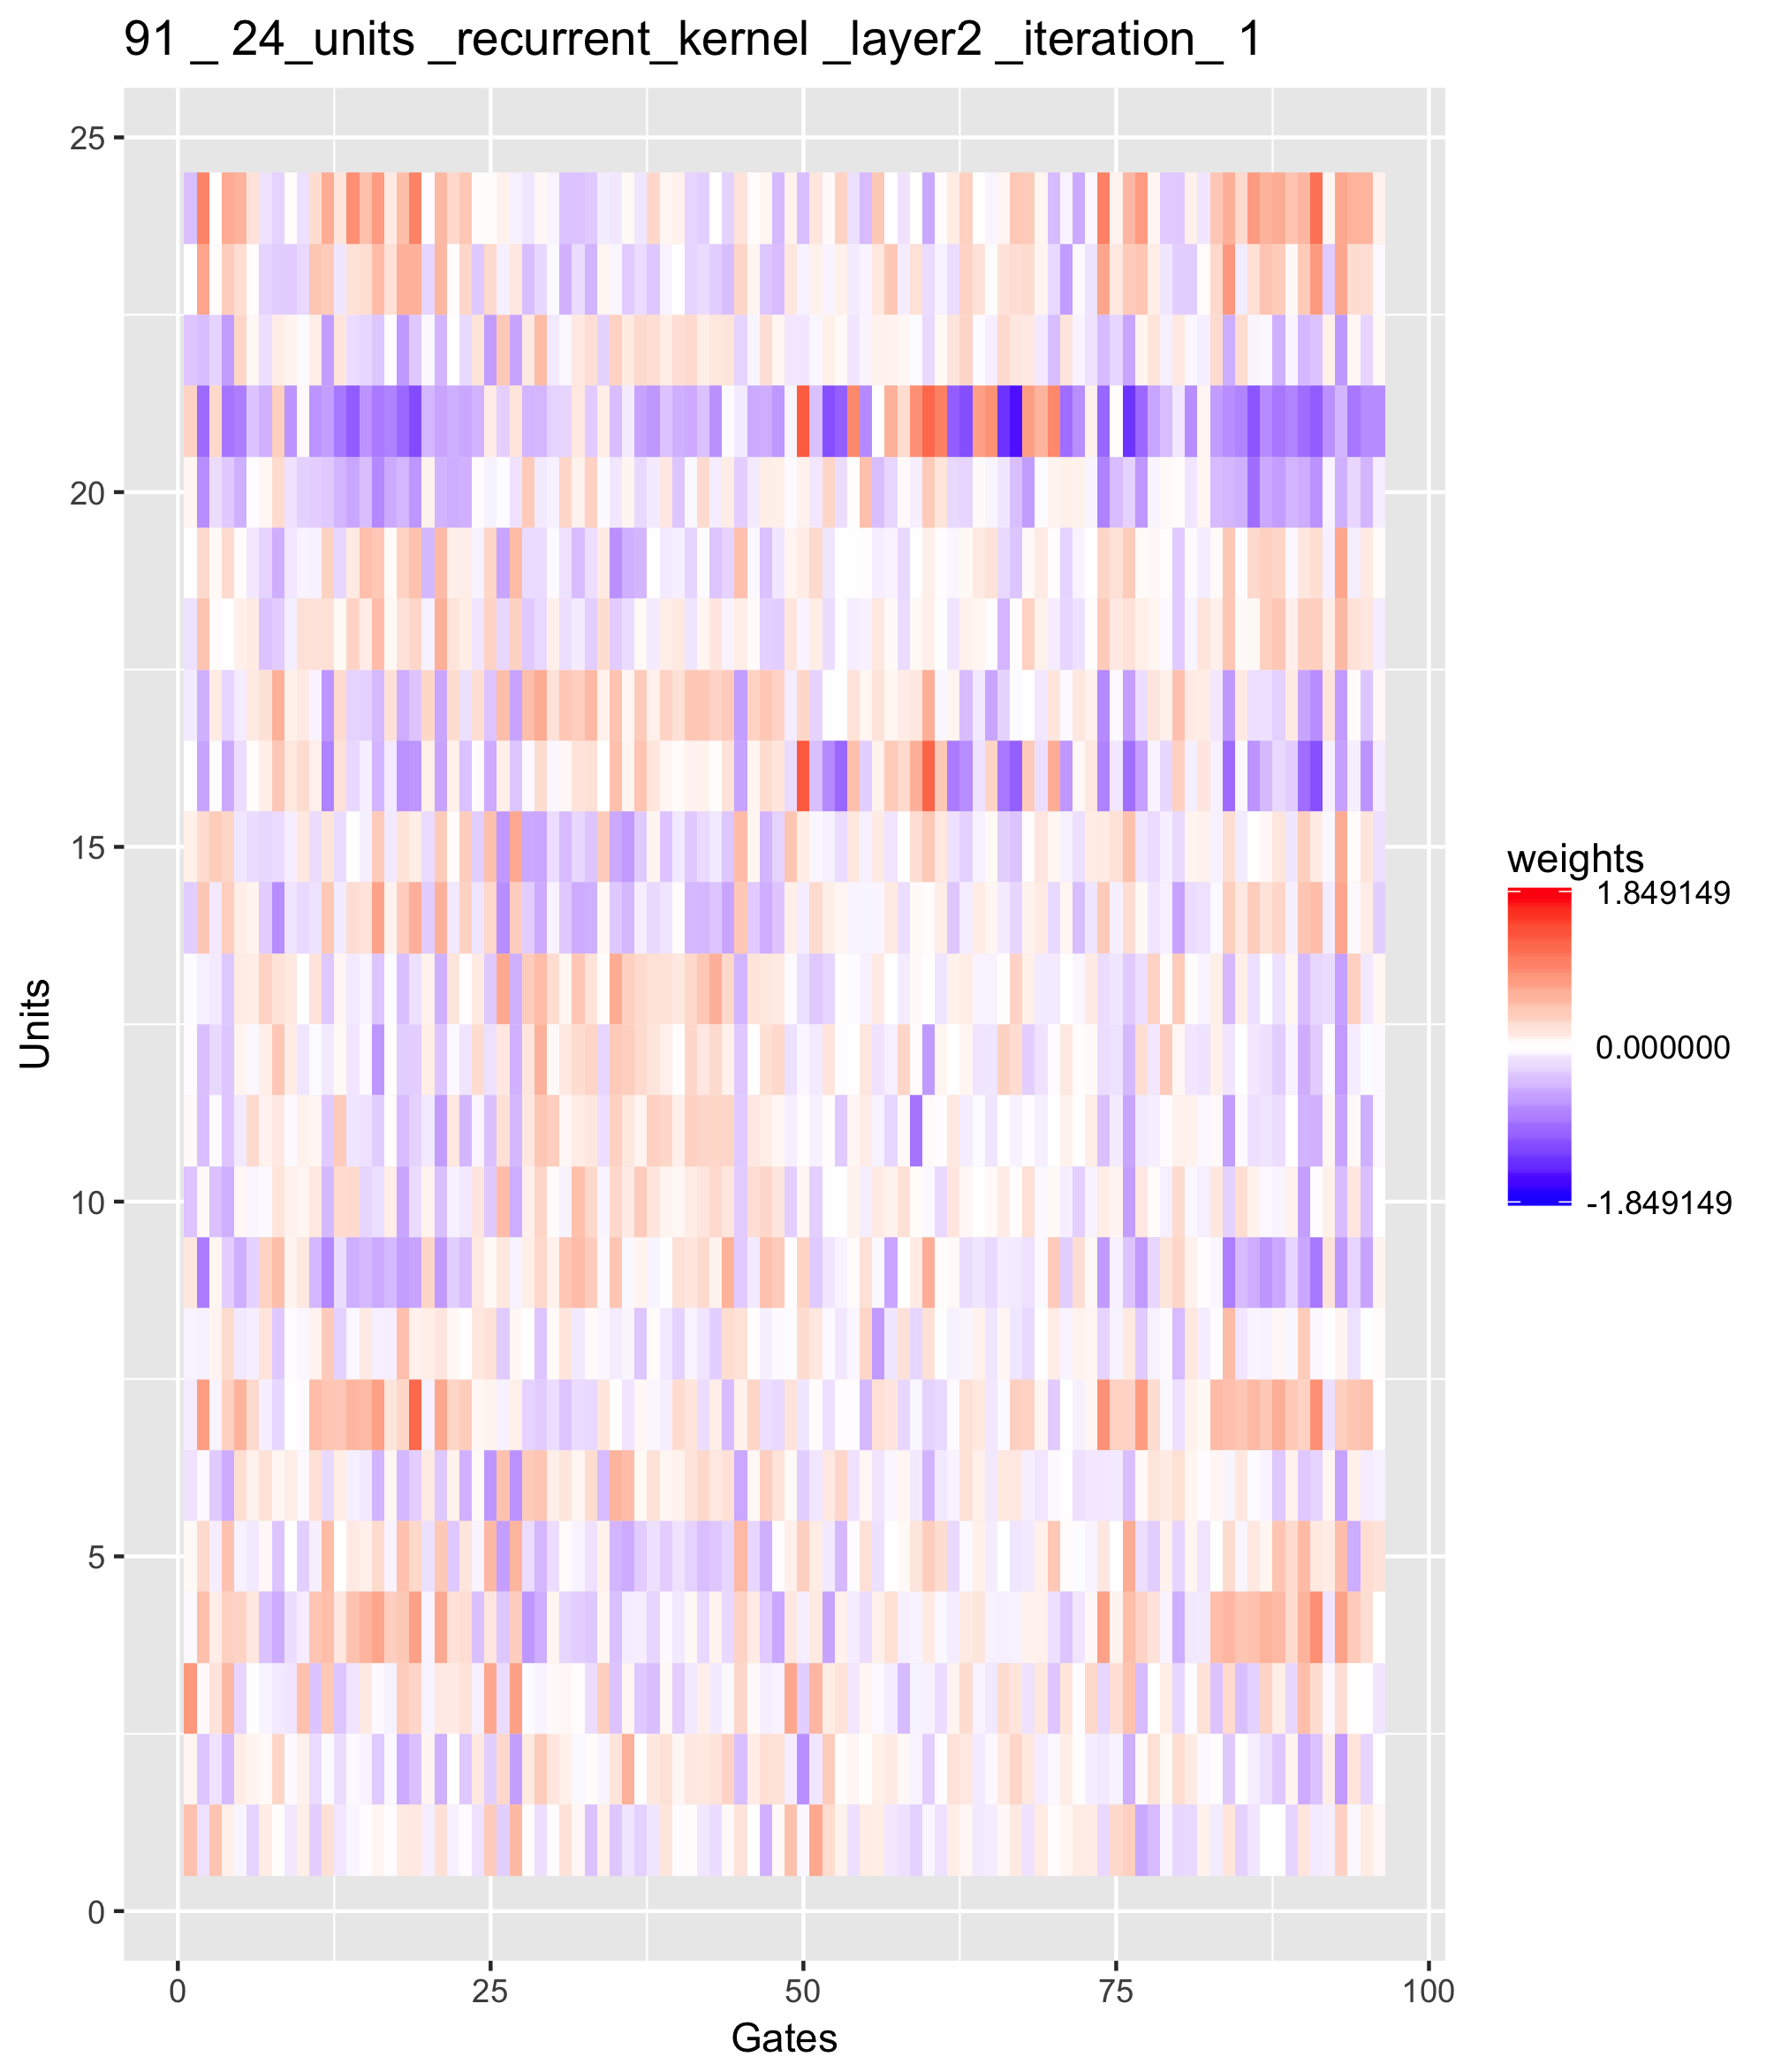 91 _ 24_units _recurrent_kernel _layer2 _iteration_ 1
25
20
15
10
5
0
Units
0 25 50 75 100
Gates
weights
1.849149
0.000000
-1.849149